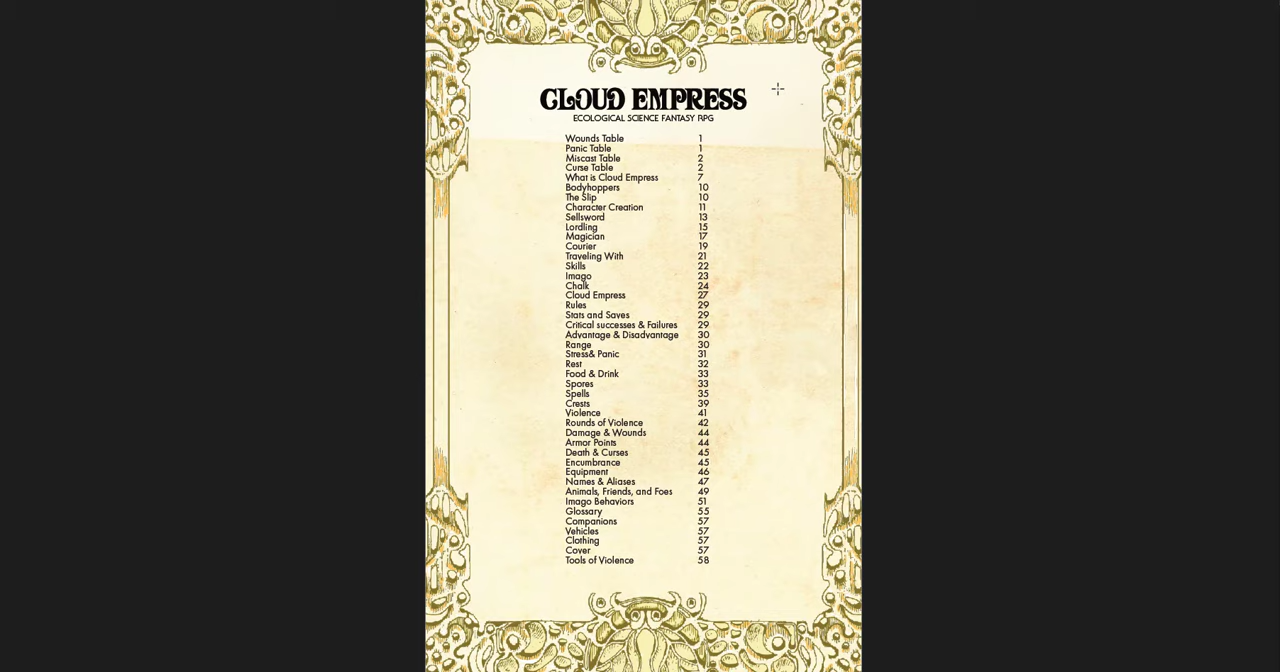 CLOUD EMPRESS
ECOLOGICAL SCIENCE FANTASY RPG
Wounds Table 1
Panic Table 1
Miscast Table 2
Curse Table 2
What is Cloud Empress 7
Bodyhoppers 10
The Slip 10
Character Creation 11
Sellsword 13
Lordling 15
Magician 17
Courier 19
Traveling With 21
Skills 22
Imago 23
Chalk 24
Cloud Empress 27
Rules 29
Stats and Saves 29
Critical successes & Failures 29
Advantage & Disadvantage 30
Range 30
Stress& Panic 31
Rest 32
Food & Drink 33
Spores 33
Spells 35
Crests 39
Violence 41
Rounds of Violence 42
Damage & Wounds 44
Armor Points 44
Death & Curses 45
Encumbrance 45
Equipment 46
Names & Aliases 47
Animals, Friends, and Foes 49
Imago Behaviors 51
Glossary 55
Companions 57
Vehicles 57
Clothing 57
Cover 57
Tools of Violence 58